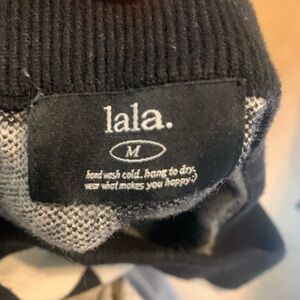 lala.
M
hand wash cold. hang to dry.
wear what makes you happy:)